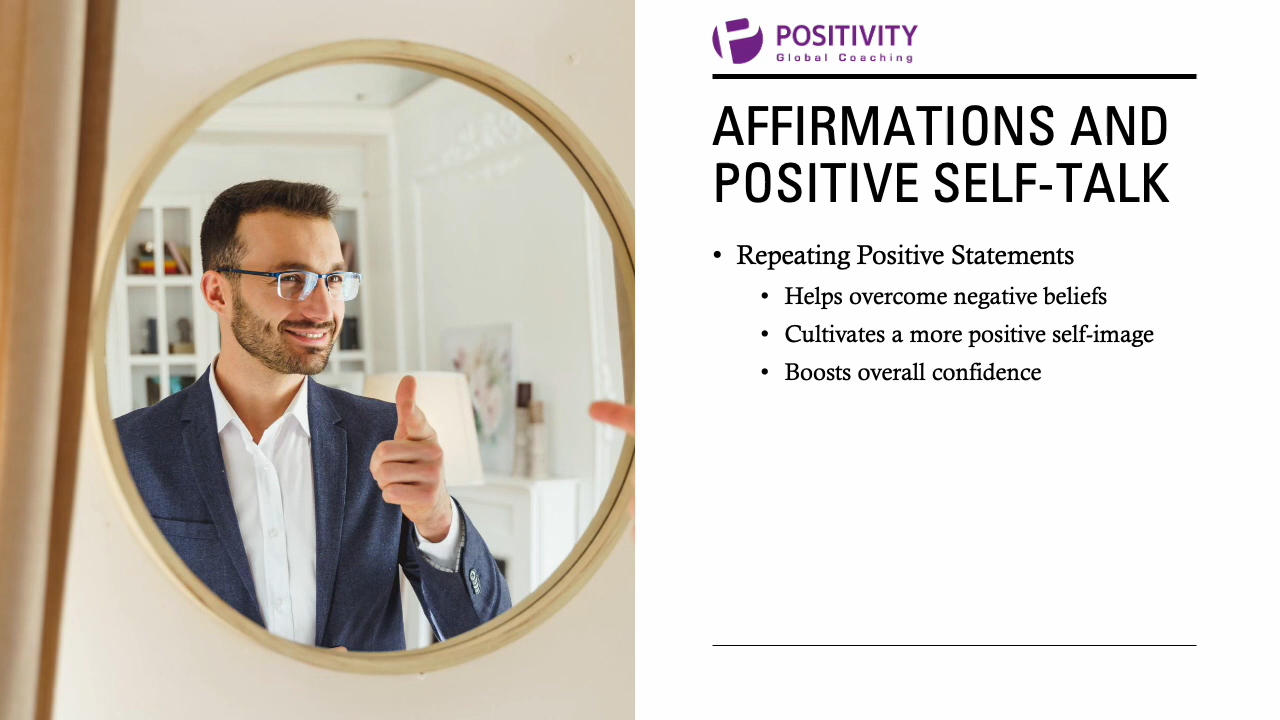 POSITIVITY
Global Coaching
AFFIRMATIONS AND
POSITIVE SELF-TALK
• Repeating Positive Statements
• Helps overcome negative beliefs
• Cultivates a more positive self-image
• Boosts overall confidence